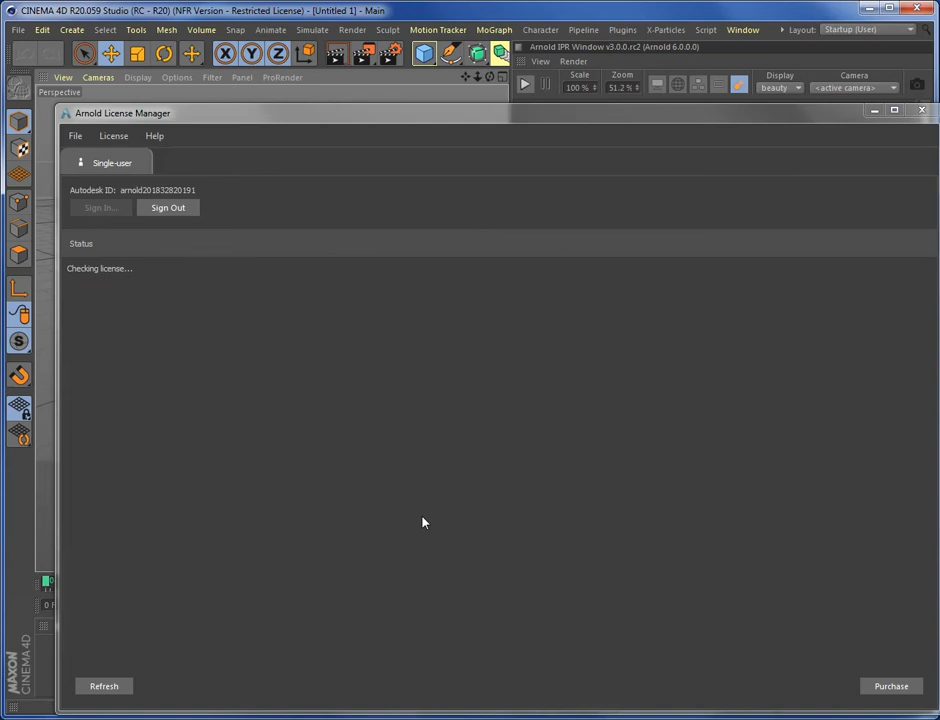 CINEMA 4D R20.059 Studio (RC - R20) (NFR Version - Restricted License) - [Untitled 1] - Main
File Edit Create Select Tools Mesh Volume Snap Animate Simulate Render Sculpt Motion Tracker MoGraph Character Pipeline Plugins X-Particles Script Window Layout: Startup (User)
Arnold IPR Window v3.0.0.rc2 (Arnold 6.0.0.0)
View Render
Scale Zoom Display Camera
100 % 51.2 % beauty <active camera>
X Y Z
View Cameras Display Options Filter Panel ProRender
Perspective
Arnold License Manager
File License Help
Single-user
Autodesk ID: arnold201832820191
Sign In... Sign Out
Status
Checking license...
S
0
0 F
MAXON
CINEMA 4D
Refresh Purchase